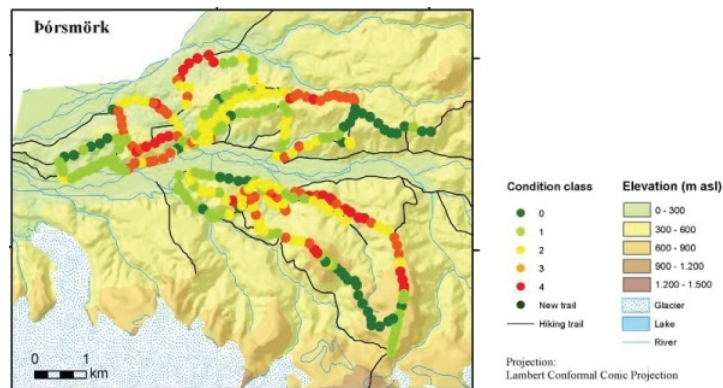 Þórsmörk
0 1
km
Condition class
0
1
2
3
4
New trail
Hiking trail
Elevation (m asl)
0 - 300
300 - 600
600 - 900
900 - 1.200
1.200 - 1.500
Glacier
Lake
River
Projection:
Lambert Conformal Conic Projection